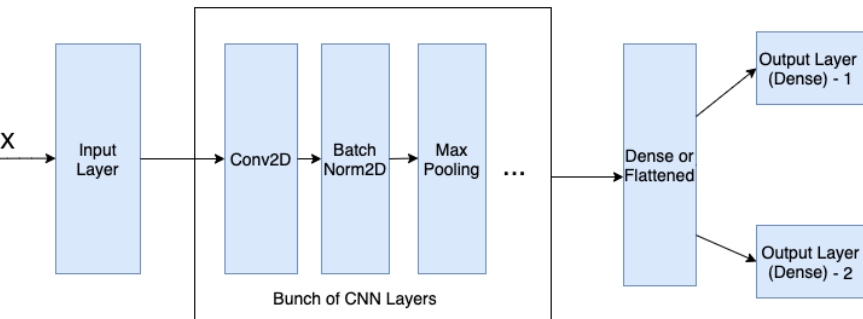 X
Input
Layer
Conv2D
Batch
Norm2D
Max
Pooling
...
Bunch of CNN Layers
Dense or
Flattened
Output Layer
(Dense) - 1
Output Layer
(Dense) - 2